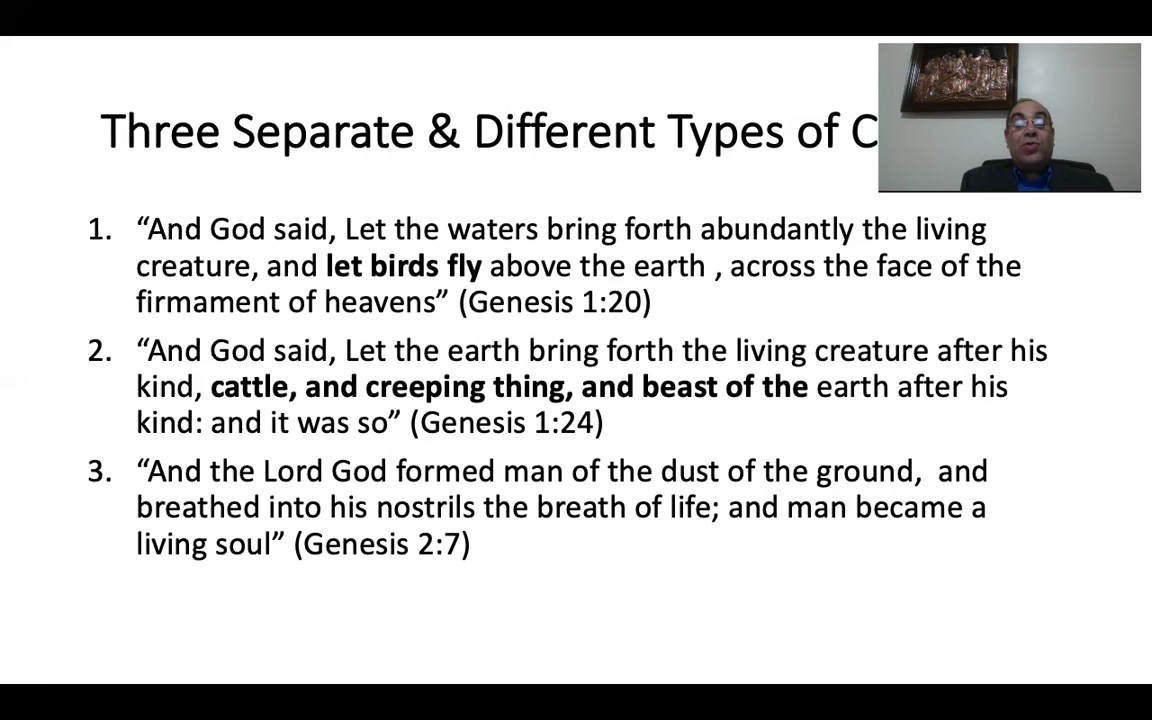 Three Separate & Different Types of C
1. “And God said, Let the waters bring forth abundantly the living
creature, and let birds fly above the earth , across the face of the
firmament of heavens” (Genesis 1:20)
2. “And God said, Let the earth bring forth the living creature after his
kind, cattle, and creeping thing, and beast of the earth after his
kind: and it was so” (Genesis 1:24)
3. “And the Lord God formed man of the dust of the ground,  and
breathed into his nostrils the breath of life; and man became a
living soul” (Genesis 2:7)